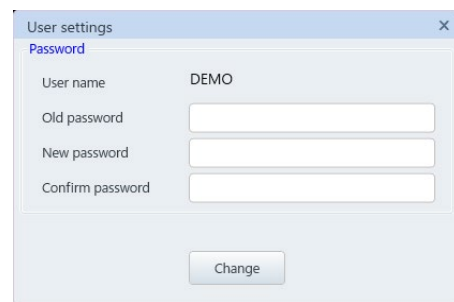 User settings
Password
User name DEMO
Old password
New password
Confirm password
Change